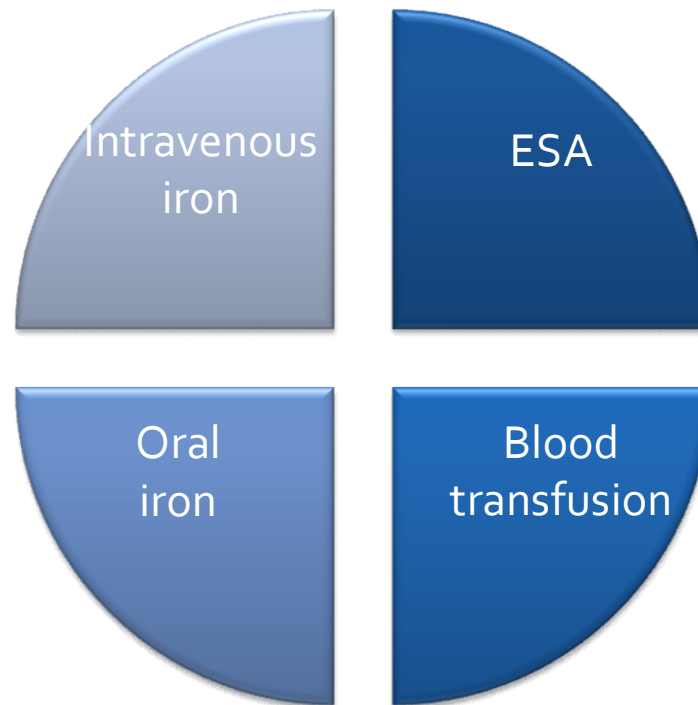 Intravenous
iron
ESA
Oral
iron
Blood
transfusion